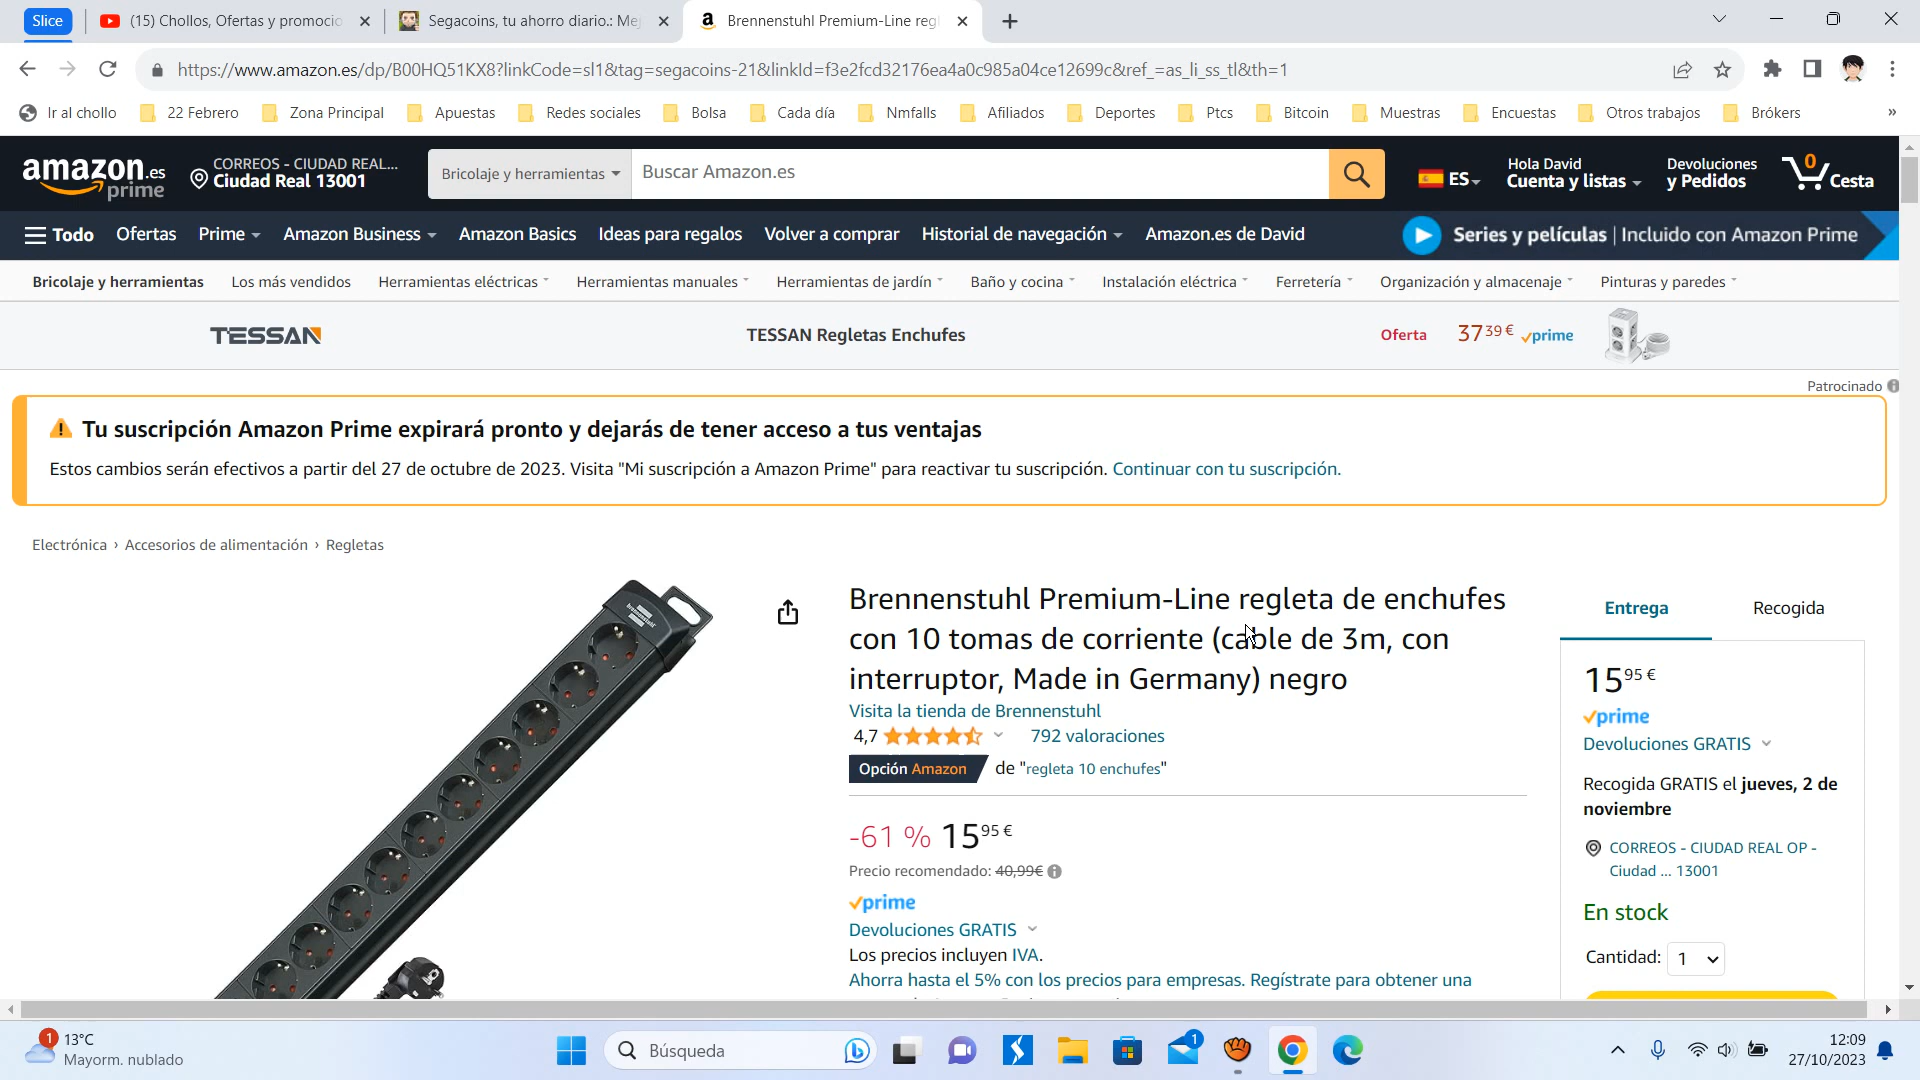 Slice
(15) Chollos, Ofertas y promocio
Segacoins, tu ahorro diario.: Mej
Brennenstuhl Premium-Line regl
https://www.amazon.es/dp/B00HQ51KX8?linkCode=sl1&tag=segacoins-21&linkId=f3e2fcd32176ea4a0c985a04ce12699c&ref_=as_li_ss_tl&th=1
Ir al chollo 22 Febrero Zona Principal Apuestas Redes sociales Bolsa Cada día Nmfalls Afiliados Deportes Ptcs Bitcoin Muestras Encuestas Otros trabajos Brókers »
amazon.es
prime
CORREOS - CIUDAD REAL...
Ciudad Real 13001
Bricolaje y herramientas
Buscar Amazon.es
ES
Hola David
Cuenta y listas
Devoluciones
y Pedidos
0
Cesta
Todo Ofertas Prime Amazon Business Amazon Basics Ideas para regalos Volver a comprar Historial de navegación Amazon.es de David
Series y películas | Incluido con Amazon Prime
Bricolaje y herramientas Los más vendidos Herramientas eléctricas Herramientas manuales Herramientas de jardín Baño y cocina Instalación eléctrica Ferretería Organización y almacenaje Pinturas y paredes
TESSAN
TESSAN Regletas Enchufes
Oferta 37 39 € prime
Patrocinado
Tu suscripción Amazon Prime expirará pronto y dejarás de tener acceso a tus ventajas
Estos cambios serán efectivos a partir del 27 de octubre de 2023. Visita "Mi suscripción a Amazon Prime" para reactivar tu suscripción. Continuar con tu suscripción.
Electrónica › Accesorios de alimentación › Regletas
brennenstuhl
Brennenstuhl Premium-Line regleta de enchufes
con 10 tomas de corriente (cable de 3m, con
interruptor, Made in Germany) negro
Visita la tienda de Brennenstuhl
4,7 792 valoraciones
Opción Amazon de "regleta 10 enchufes"
-61 % 15 95 €
Precio recomendado: 40,99€
prime
Devoluciones GRATIS
Los precios incluyen IVA.
Ahorra hasta el 5% con los precios para empresas. Regístrate para obtener una
Entrega Recogida
15 95 €
prime
Devoluciones GRATIS
Recogida GRATIS el jueves, 2 de
noviembre
CORREOS - CIUDAD REAL OP -
Ciudad ... 13001
En stock
Cantidad: 1
1
13°C
Mayorm. nublado
Búsqueda
1
12:09
27/10/2023